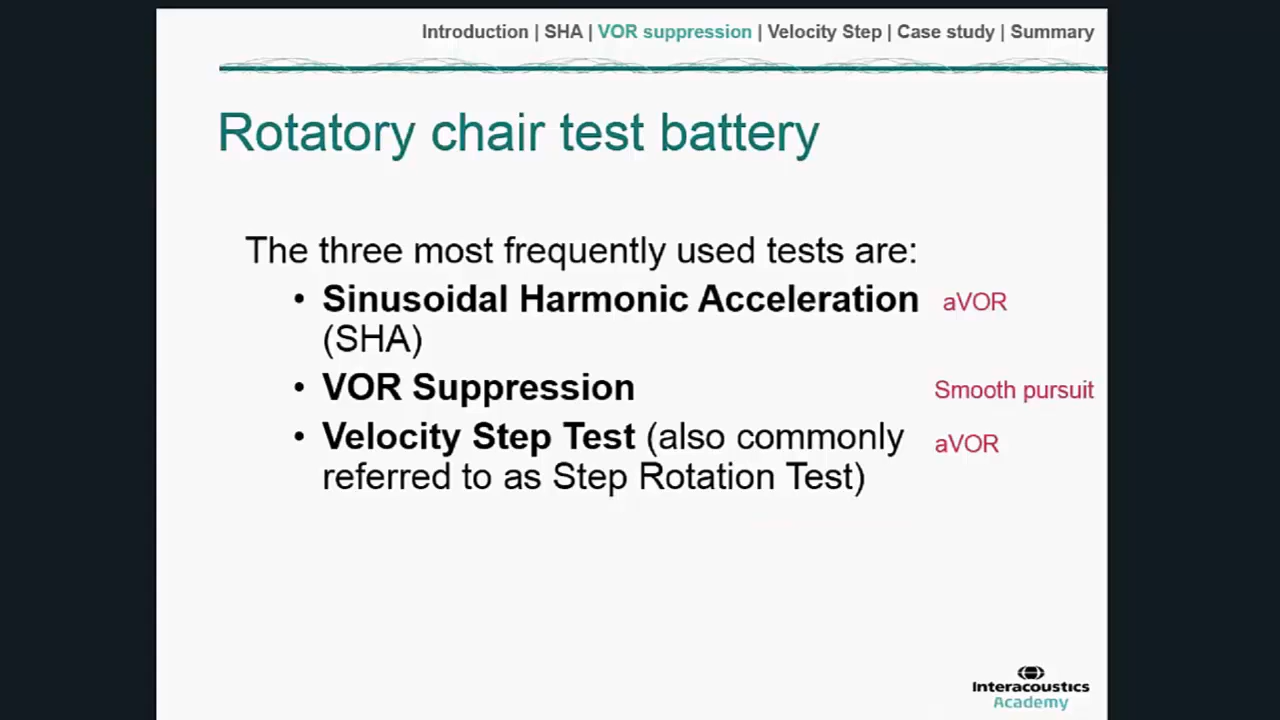 Introduction | SHA | VOR suppression | Velocity Step | Case study | Summary
Rotatory chair test battery
The three most frequently used tests are:
• Sinusoidal Harmonic Acceleration aVOR
(SHA)
• VOR Suppression Smooth pursuit
• Velocity Step Test (also commonly aVOR
referred to as Step Rotation Test)
Interacoustics
Academy